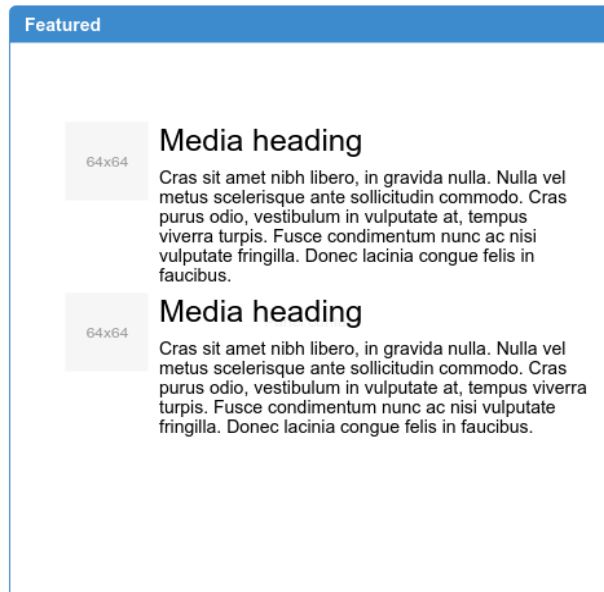 Featured
64x64
Media heading
Cras sit amet nibh libero, in gravida nulla. Nulla vel
metus scelerisque ante sollicitudin commodo. Cras
purus odio, vestibulum in vulputate at, tempus
viverra turpis. Fusce condimentum nunc ac nisi
vulputate fringilla. Donec lacinia congue felis in
faucibus.
64x64
Media heading
Cras sit amet nibh libero, in gravida nulla. Nulla vel
metus scelerisque ante sollicitudin commodo. Cras
purus odio, vestibulum in vulputate at, tempus viverra
turpis. Fusce condimentum nunc ac nisi vulputate
fringilla. Donec lacinia congue felis in faucibus.